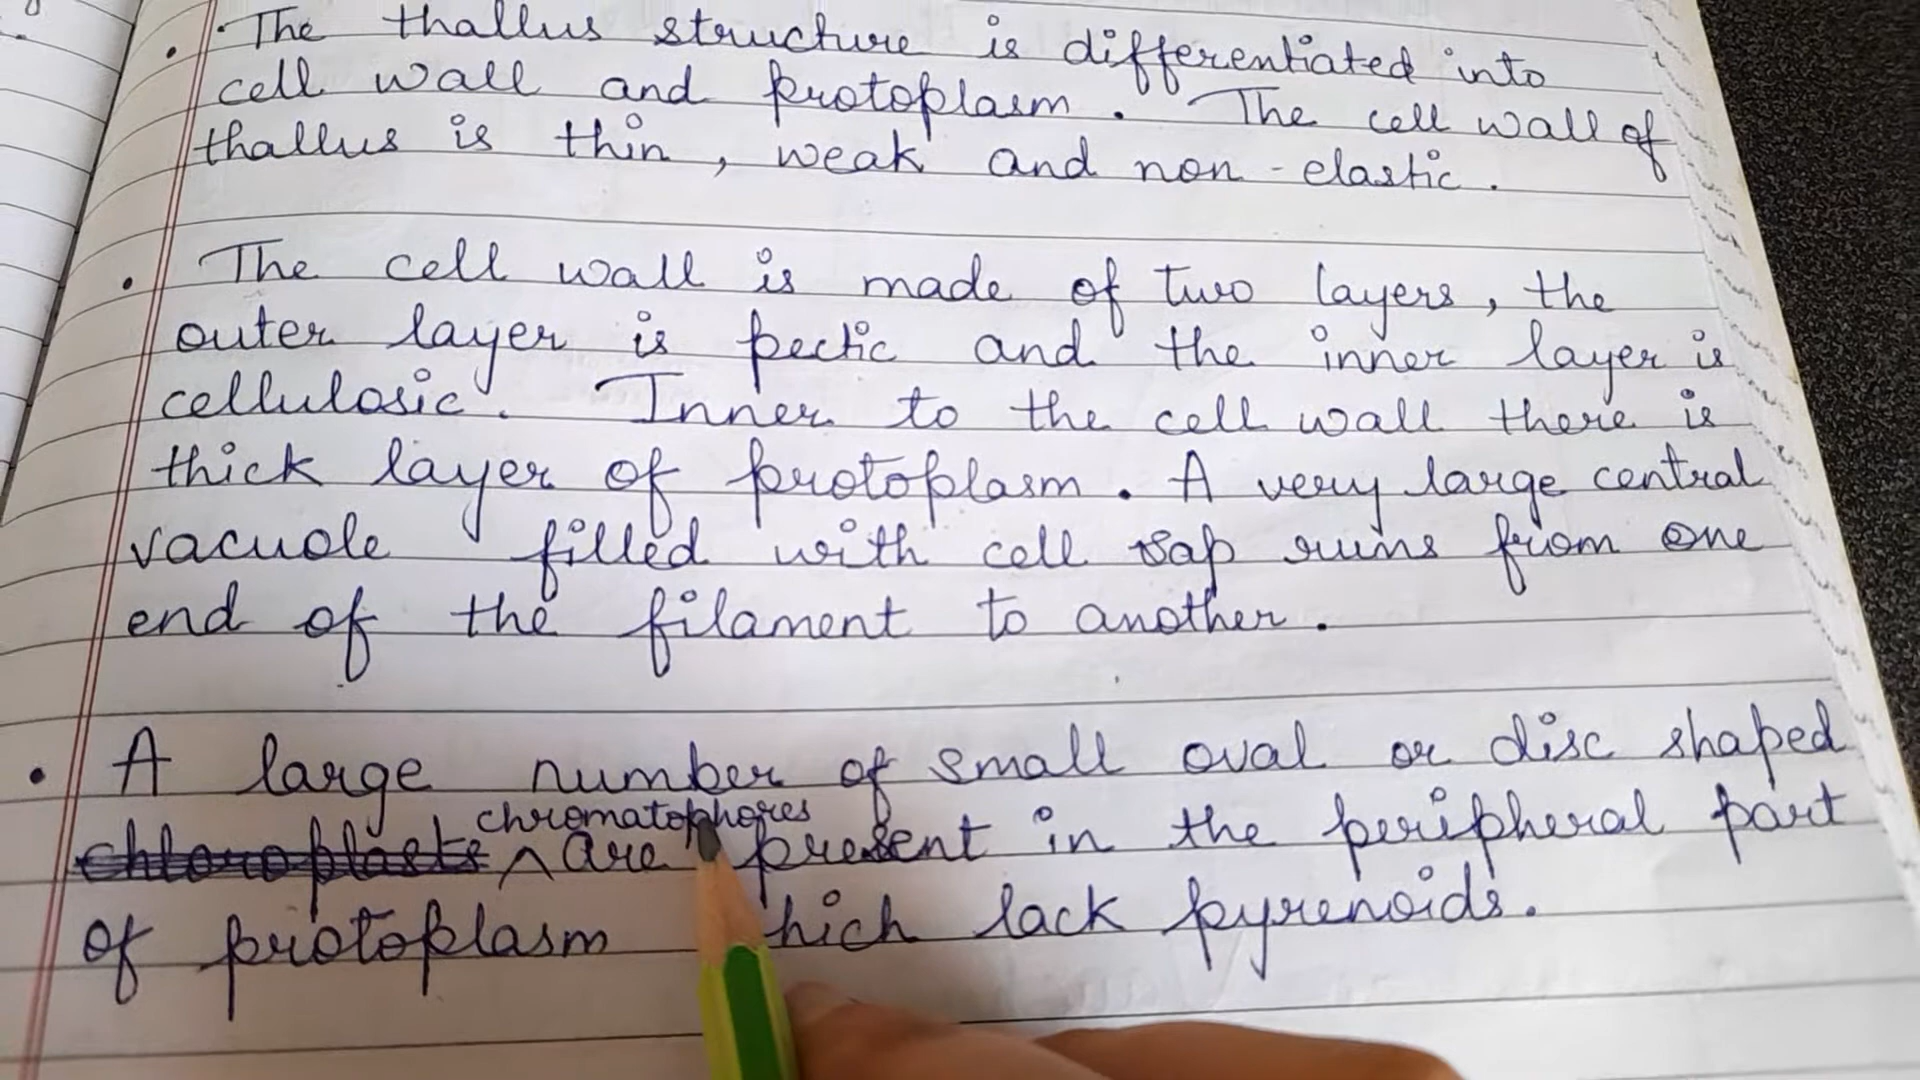 • The thallus structure is differentiated into
cell wall and protoplasm. The cell wall of
thallus is thin, weak and non-elastic.
• The cell wall is made of two layers, the
outer layer is pectic and the inner layer is
cellulosic. Inner to the cell wall there is
thick layer of protoplasm. A very large central
vacuole filled with cell sap runs from one
end of the filament to another.
• A large number of small oval or disc shaped
chromatophores
chloroplasts ^ are present in the peripheral part
of protoplasm hich lack pyrenoids.